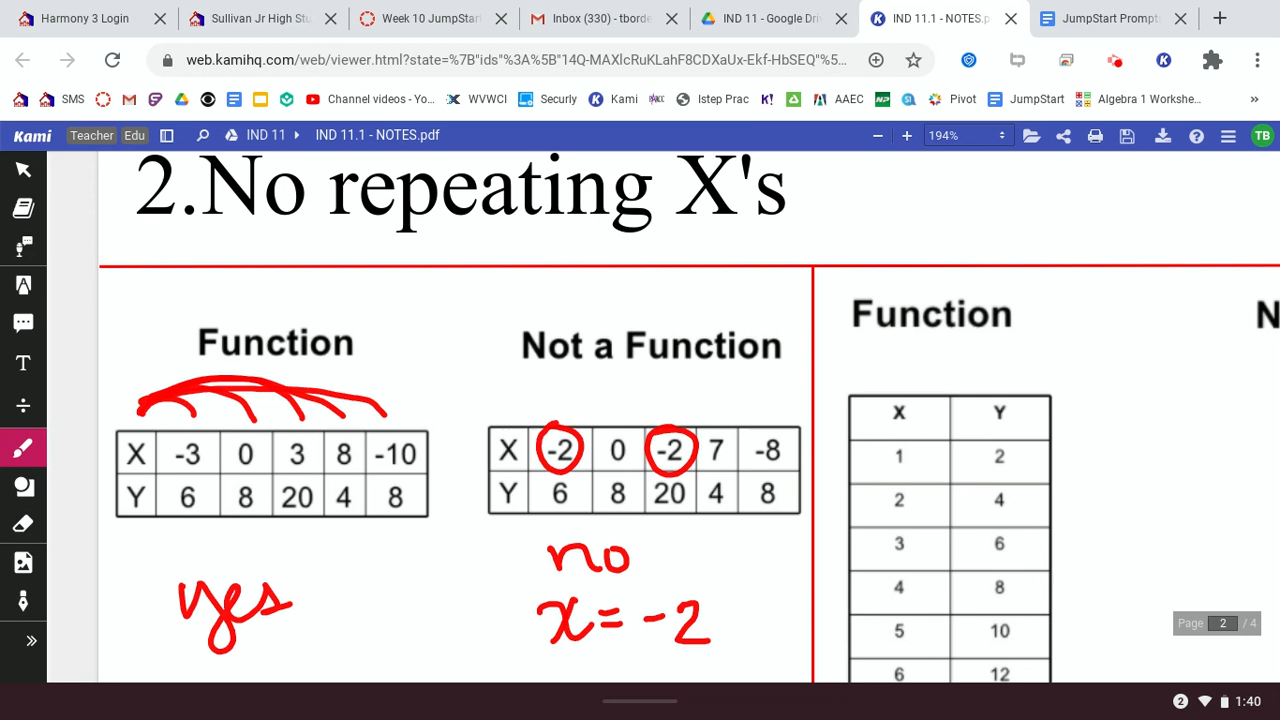 Harmony 3 Login
Sullivan Jr High Stu
Week 10 JumpStart
Inbox (330) - tborde
IND 11 - Google Driv
IND 11.1 - NOTES.p
JumpStart Prompt
web.kamihq.com/web/viewer.html?state=%7B"ids"%3A%5B"14Q-MAXlcRuKLahF8CDXaUx-Ekf-HbSEQ"%5...
SMS
Channel videos - Yo...
WVWCI
Securly
Kami
Istep Prac
K!
AAEC
NP
Pivot
JumpStart
Algebra 1 Workshe...
»
Kami Teacher Edu IND 11 IND 11.1 - NOTES.pdf 194% TB
2.No repeating X's
Function
X -3 0 3 8 -10
Y 6 8 20 4 8
yes
Not a Function
X -2 0 -2 7 -8
Y 6 8 20 4 8
no
x = -2
Function
X Y
1 2
2 4
3 6
4 8
5 10
6 12
N
Page 2 / 4
2 1:40